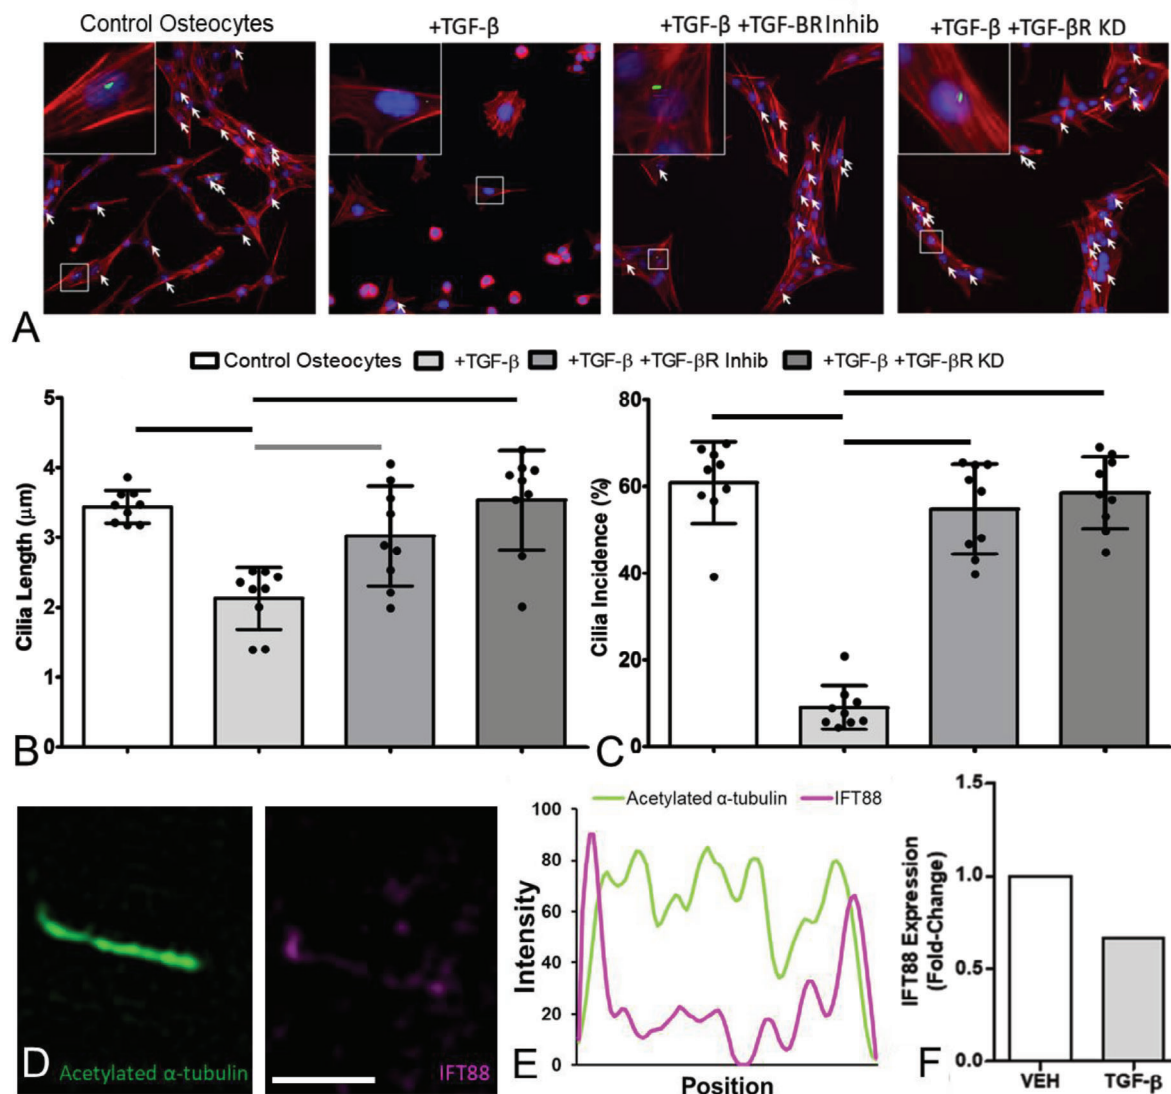 Control Osteocytes
+TGF-β
+TGF-β +TGF-BR Inhib
+TGF-β +TGF-βR KD
A
Control Osteocytes +TGF-β +TGF-β +TGF-βR Inhib +TGF-β +TGF-βR KD
Cilia Length (μm)
5
4
3
2
1
0
B
Cilia Incidence (%)
80
60
40
20
0
C
D
Acetylated α-tubulin
IFT88
Acetylated α-tubulin IFT88
Intensity
100
80
60
40
20
0
E
Position
IFT88 Expression
(Fold-Change)
1.5
1.0
0.5
0.0
F
VEH TGF-β